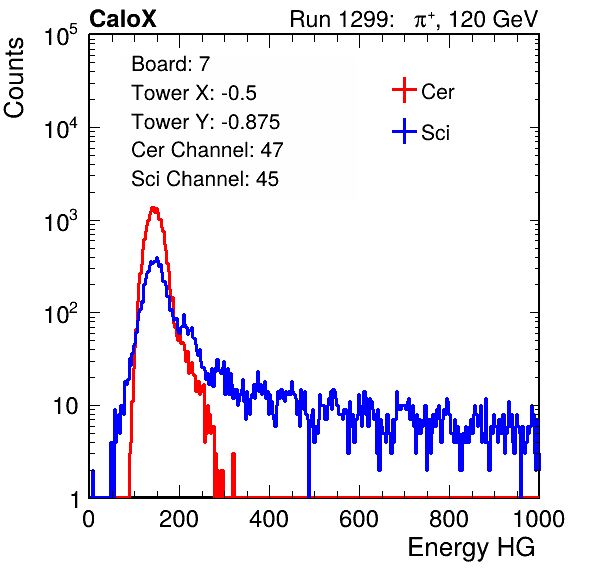 CaloX Run 1299: π⁺, 120 GeV
Counts
10⁵
10⁴
10³
10²
10
1
Board: 7
Tower X: -0.5
Tower Y: -0.875
Cer Channel: 47
Sci Channel: 45
Cer
Sci
0 200 400 600 800 1000
Energy HG